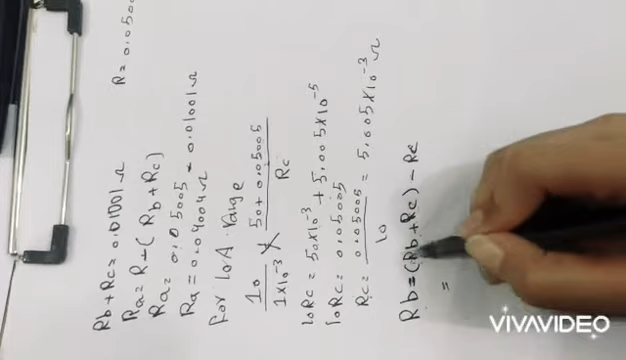 R = 0.0500
Rb + Rc = 0.01001 Ω
Ra = R - (Rb + Rc)
Ra = 0.05005 - 0.01001 Ω
Ra = 0.04004 Ω
For 10A range
10 / 1x10^-3 = 50+0.05005 / Rc
10Rc = 50x10^-3 + 5.005x10^-5
10Rc = 0.05005
Rc = 0.05005 / 10 = 5.005x10^-3 Ω
Rb = (Rb + Rc) - Rc
=
VIVAVIDEO